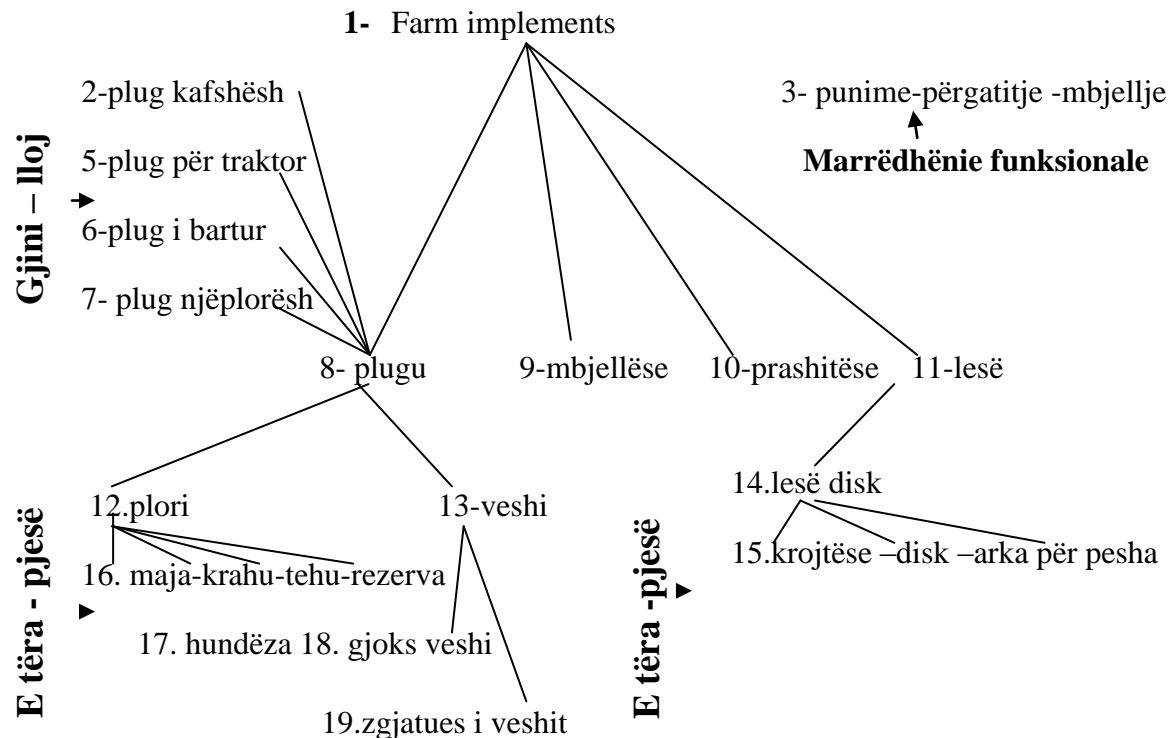 1- Farm implements
2-plug kafshësh
3- punime-përgatitje -mbjellje
Marrëdhënie funksionale
Gjini – lloj
5-plug për traktor
6-plug i bartur
7- plug njëplorësh
8- plugu
9-mbjellëse
10-prashitëse
11-lesë
E tëra - pjesë
12.plori
13-veshi
14.lesë disk
E tëra -pjesë
15.krojtëse –disk –arka për pesha
16. maja-krahu-tehu-rezerva
17. hundëza 18. gjoks veshi
19.zgjatues i veshit